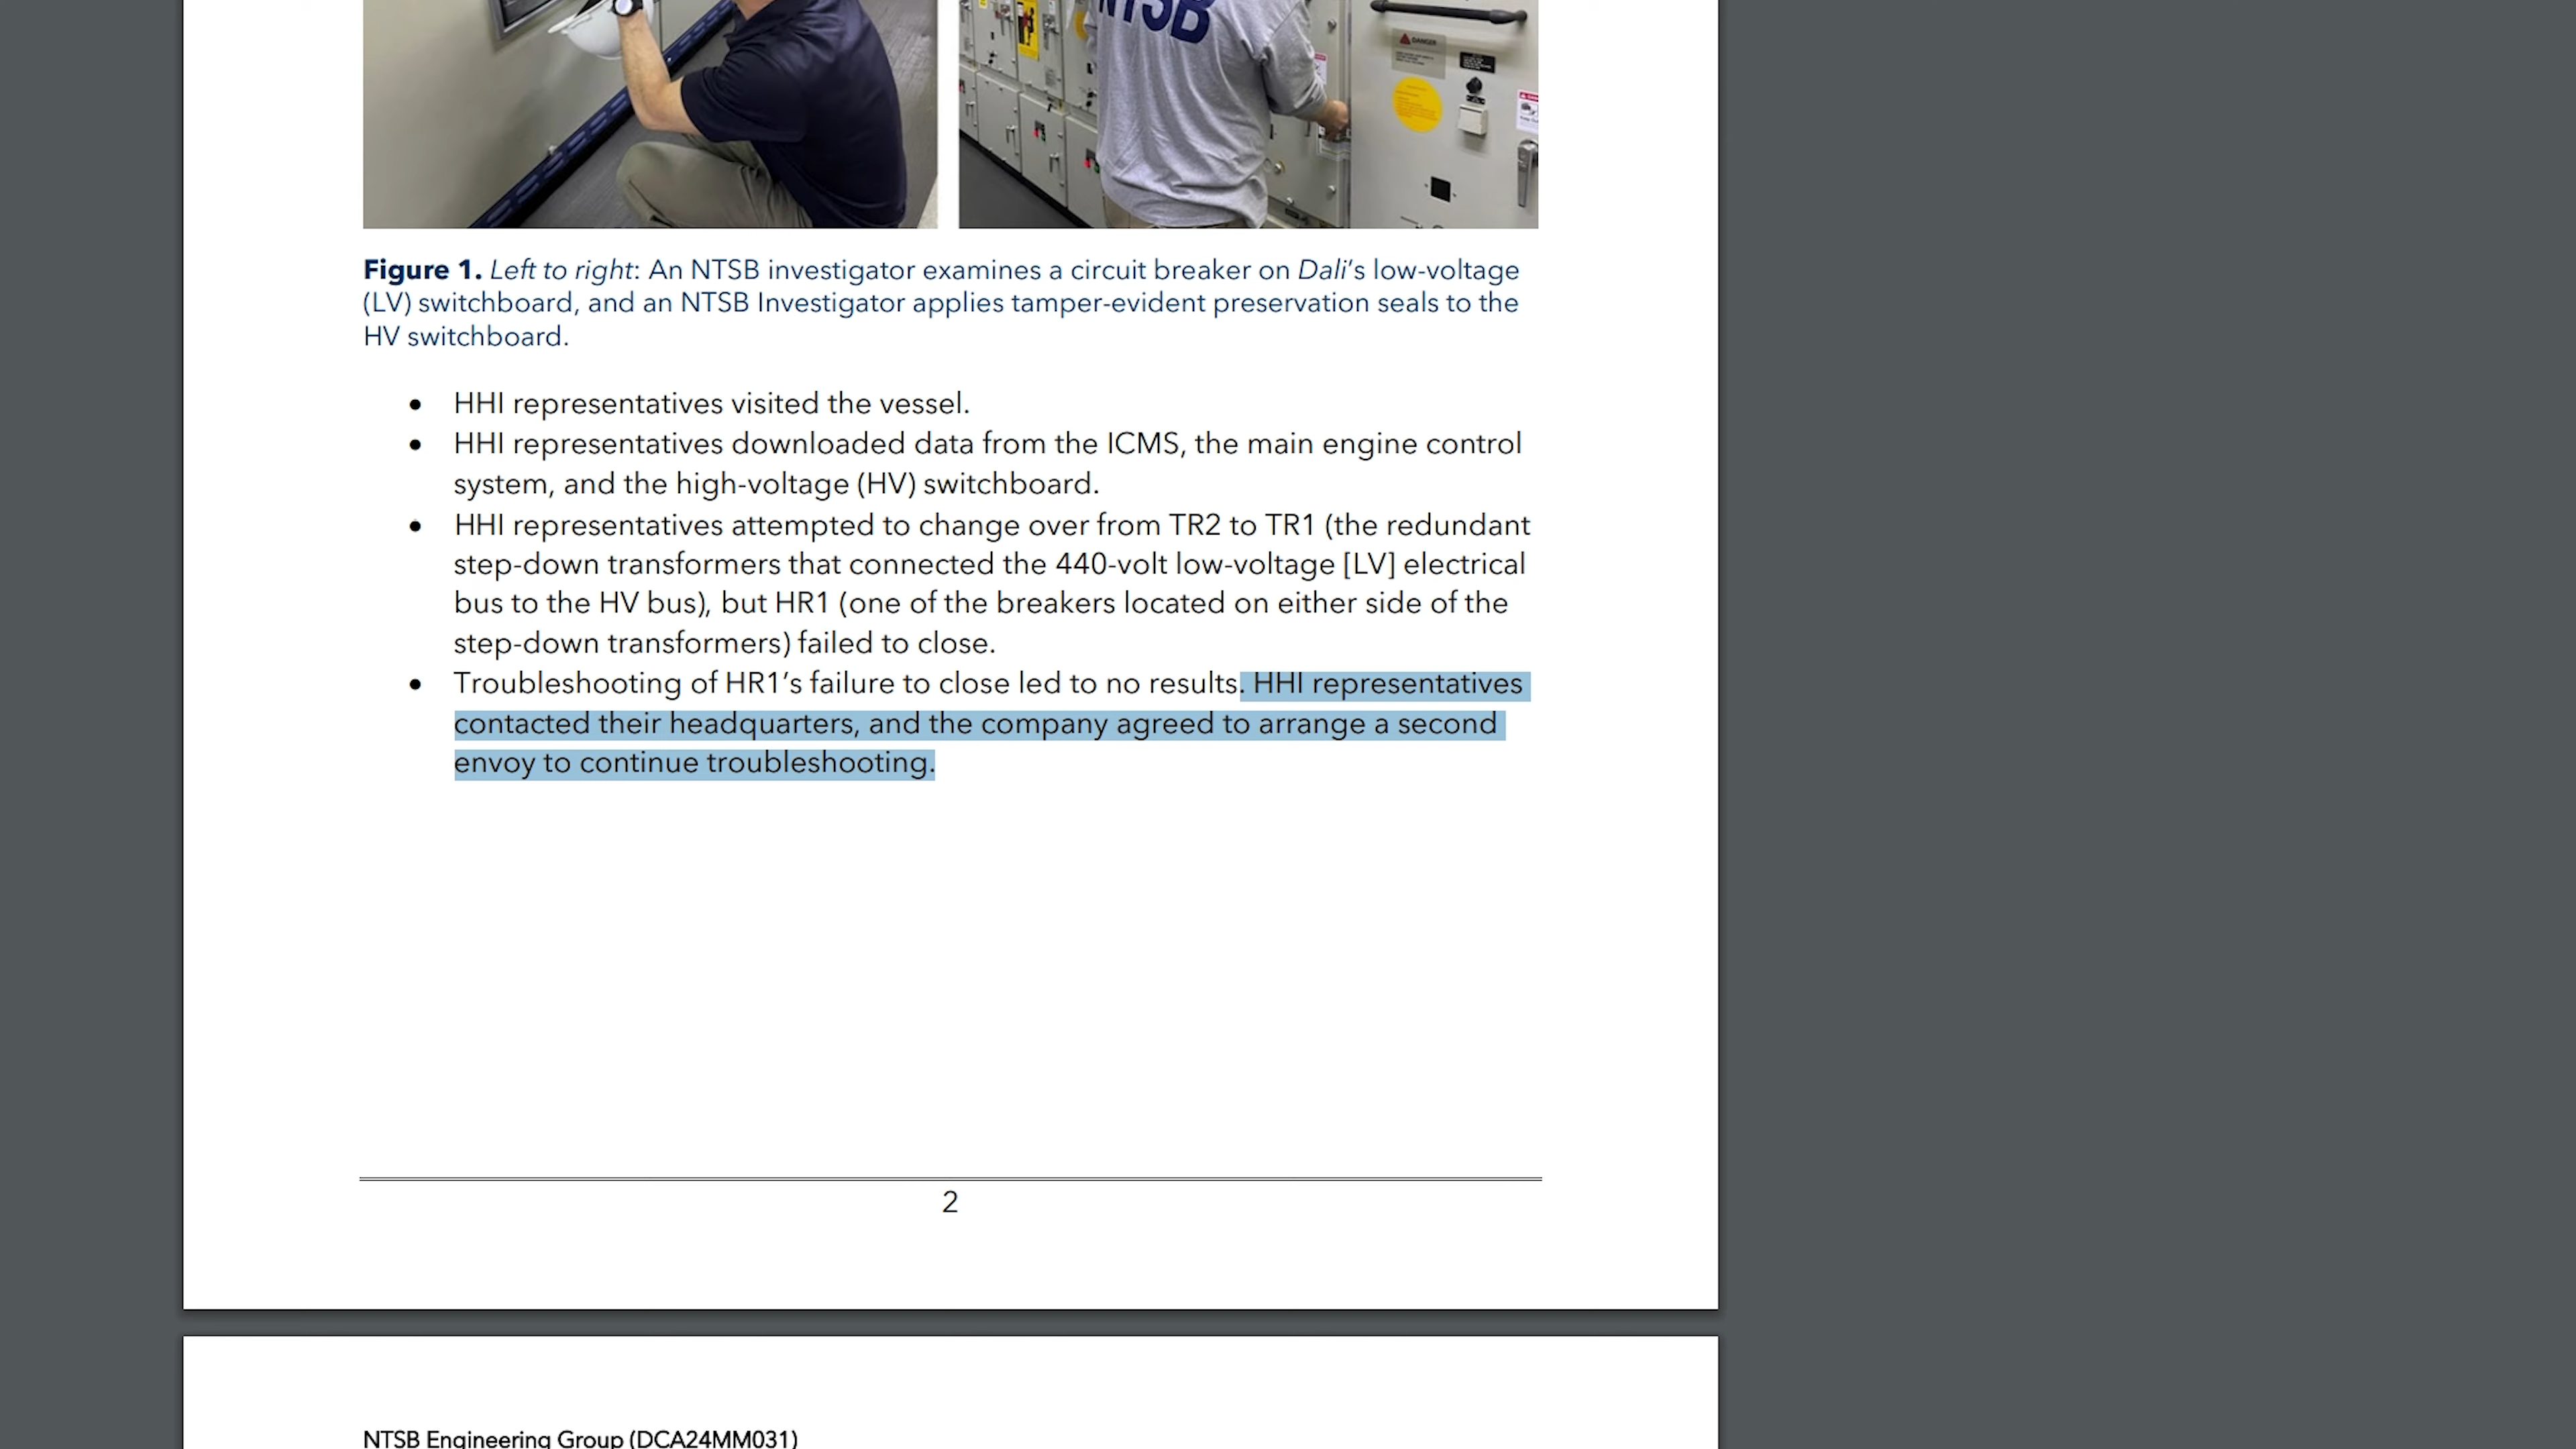 NTSB
DANGER
Figure 1. Left to right: An NTSB investigator examines a circuit breaker on Dali's low-voltage
(LV) switchboard, and an NTSB Investigator applies tamper-evident preservation seals to the
HV switchboard.
• HHI representatives visited the vessel.
• HHI representatives downloaded data from the ICMS, the main engine control
system, and the high-voltage (HV) switchboard.
• HHI representatives attempted to change over from TR2 to TR1 (the redundant
step-down transformers that connected the 440-volt low-voltage [LV] electrical
bus to the HV bus), but HR1 (one of the breakers located on either side of the
step-down transformers) failed to close.
• Troubleshooting of HR1's failure to close led to no results. HHI representatives
contacted their headquarters, and the company agreed to arrange a second
envoy to continue troubleshooting.
2
NTSB Engineering Group (DCA24MM031)